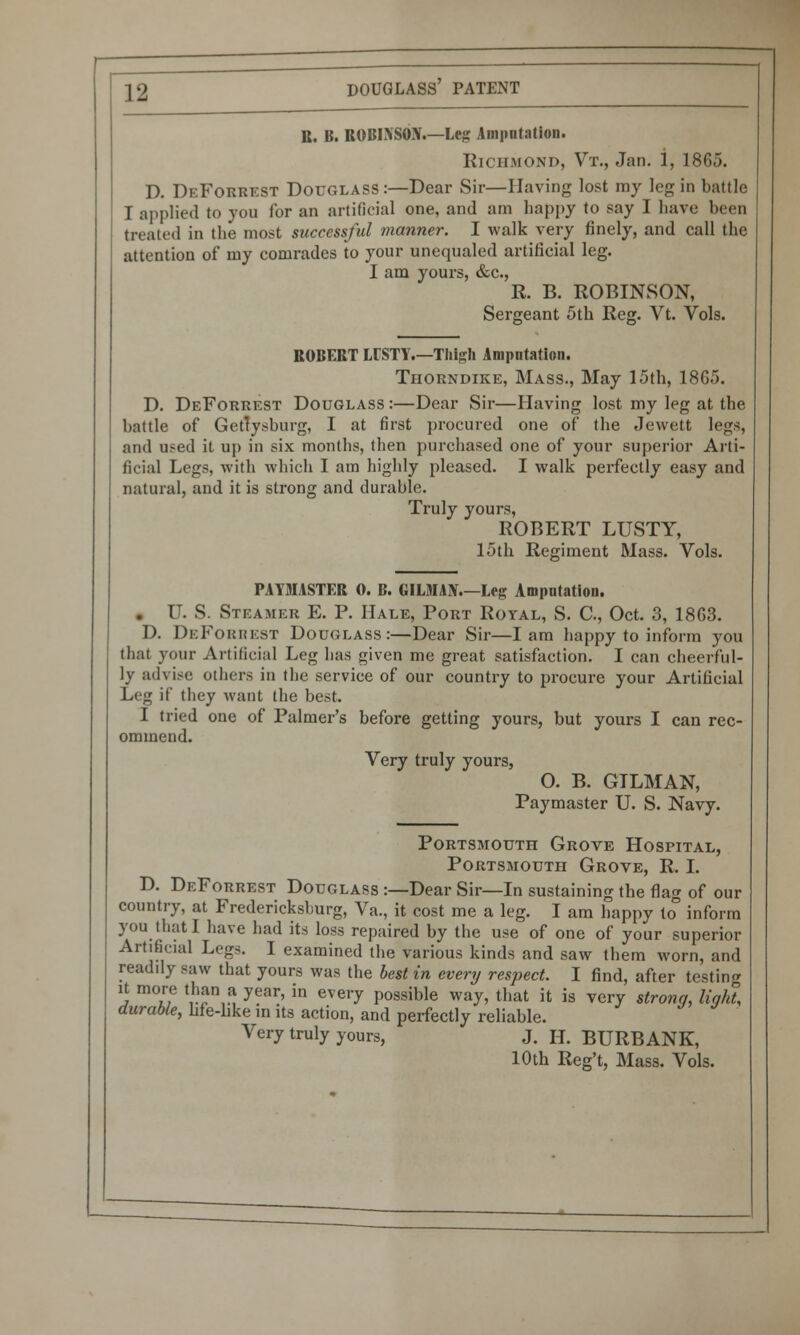 12 DOUGLASS' PATENT
R. B. ROBINSON.—Leg Amputation.
Richmond, Vt., Jan. 1, 1865.
D. DeForrest Douglass:—Dear Sir—Having lost my leg in battle
I applied to you for an artificial one, and am happy to say I have been
treated in the most successful manner. I walk very finely, and call the
attention of my comrades to your unequaled artificial leg.
I am yours, &c.,
R. B. ROBINSON,
Sergeant 5th Reg. Vt. Vols.
ROBERT LUSTY.—Thigh Amputation.
Thorndike, Mass., May 15th, 1865.
D. DeForrest Douglass:—Dear Sir—Having lost my leg at the
battle of Gettysburg, I at first procured one of the Jewett legs,
and used it up in six months, then purchased one of your superior Arti-
ficial Legs, with which I am highly pleased. I walk perfectly easy and
natural, and it is strong and durable.
Truly yours,
ROBERT LUSTY,
15th Regiment Mass. Vols.
PAYMASTER O. B. GILMAN.—Leg Amputation.
U. S. Steamer E. P. Hale, Port Royal, S. C., Oct. 3, 1863.
D. DeForrest Douglass:—Dear Sir—I am happy to inform you
that your Artificial Leg has given me great satisfaction. I can cheerful-
ly advise others in the service of our country to procure your Artificial
Leg if they want the best.
I tried one of Palmer's before getting yours, but yours I can rec-
ommend.
Very truly yours,
O. B. GILMAN,
Paymaster U. S. Navy.
Portsmouth Grove Hospital,
Portsmouth Grove, R. I.
D. DeForrest Douglass:—Dear Sir—In sustaining the flag of our
country, at Fredericksburg, Va., it cost me a leg. I am happy to inform
you that I have had its loss repaired by the use of one of your superior
Artificial Legs. I examined the various kinds and saw them worn, and
readily saw that yours was the best in every respect. I find, after testing
it more than a year, in every possible way, that it is very strong, light,
durable, life-like in its action, and perfectly reliable.
Very truly yours, J. H. BURBANK,
10th Reg't, Mass. Vols.